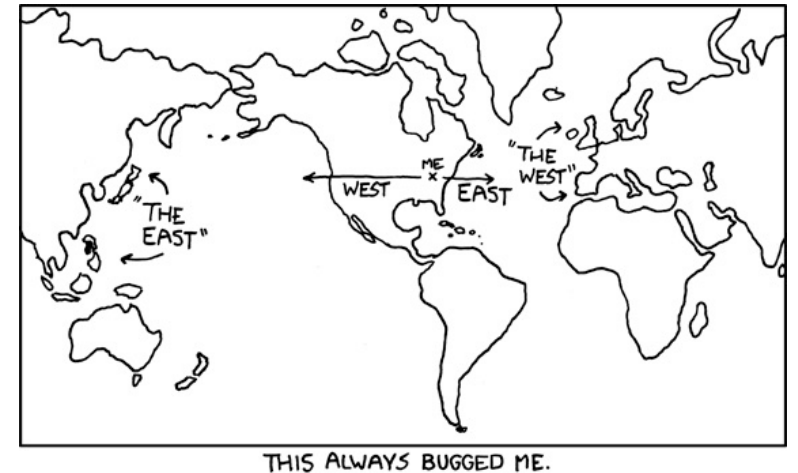 ME
WEST
EAST
"THE
EAST"
"THE
WEST"
THIS ALWAYS BUGGED ME.